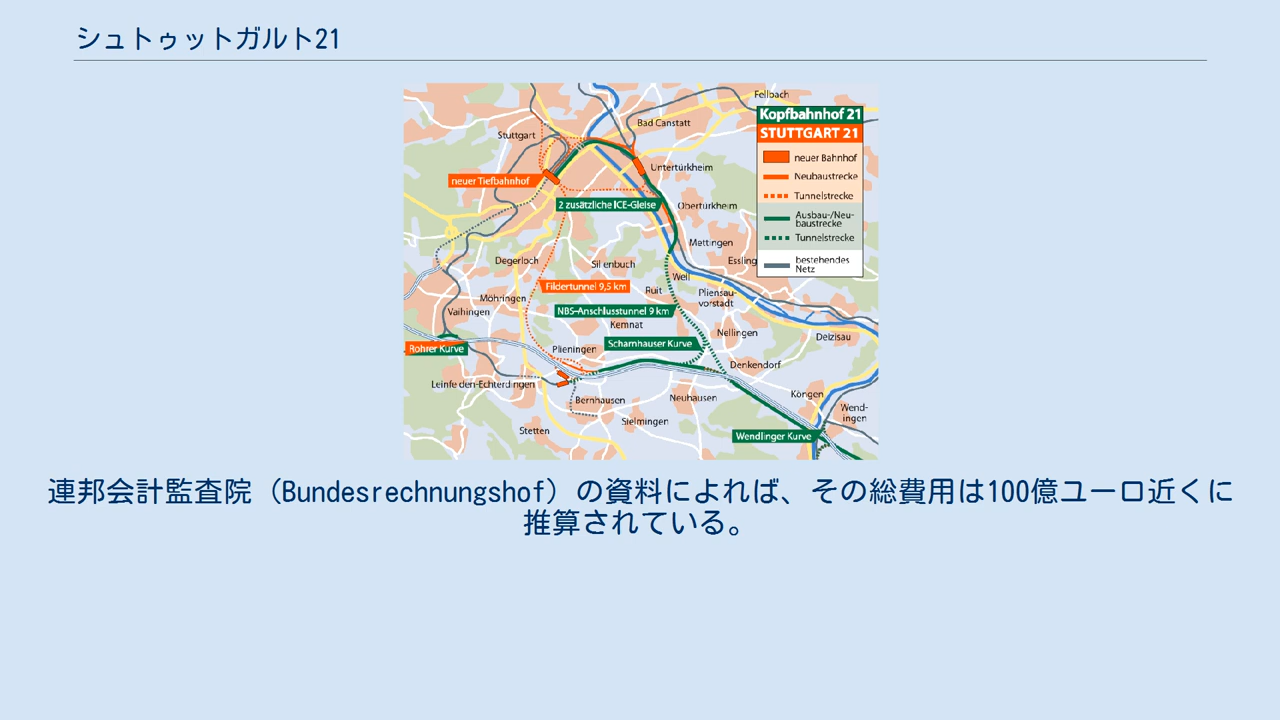 シュトゥットガルト21
Fellbach
Kopfbahnhof 21
Bad Canstatt
Stuttgart
STUTTGART 21
neuer Bahnhof
Untertürkheim
neuer Tiefbahnhof
Neubaustrecke
Tunnelstrecke
2 zusätzliche ICE-Gleise
Obertürkheim
Ausbau-/Neu-
baustrecke
Tunnelstrecke
Mettingen
Degerloch
Sillenbuch
Essling
bestehendes
Netz
Weil
Fildertunnel 9,5 km
Ruit
Pliensau-
vorstadt
Möhringen
Vaihingen
NBS-Anschlusstunnel 9 km
Kemnat
Nellingen
Deizisau
Rohrer Kurve
Plieningen
Scharnhauser Kurve
Denkendorf
Leinfelden-Echterdingen
Bernhausen
Neuhausen
Köngen
Wend-
ingen
Sielmingen
Stetten
Wendlinger Kurve
連邦会計監査院（Bundesrechnungshof）の資料によれば、その総費用は100億ユーロ近くに
推算されている。